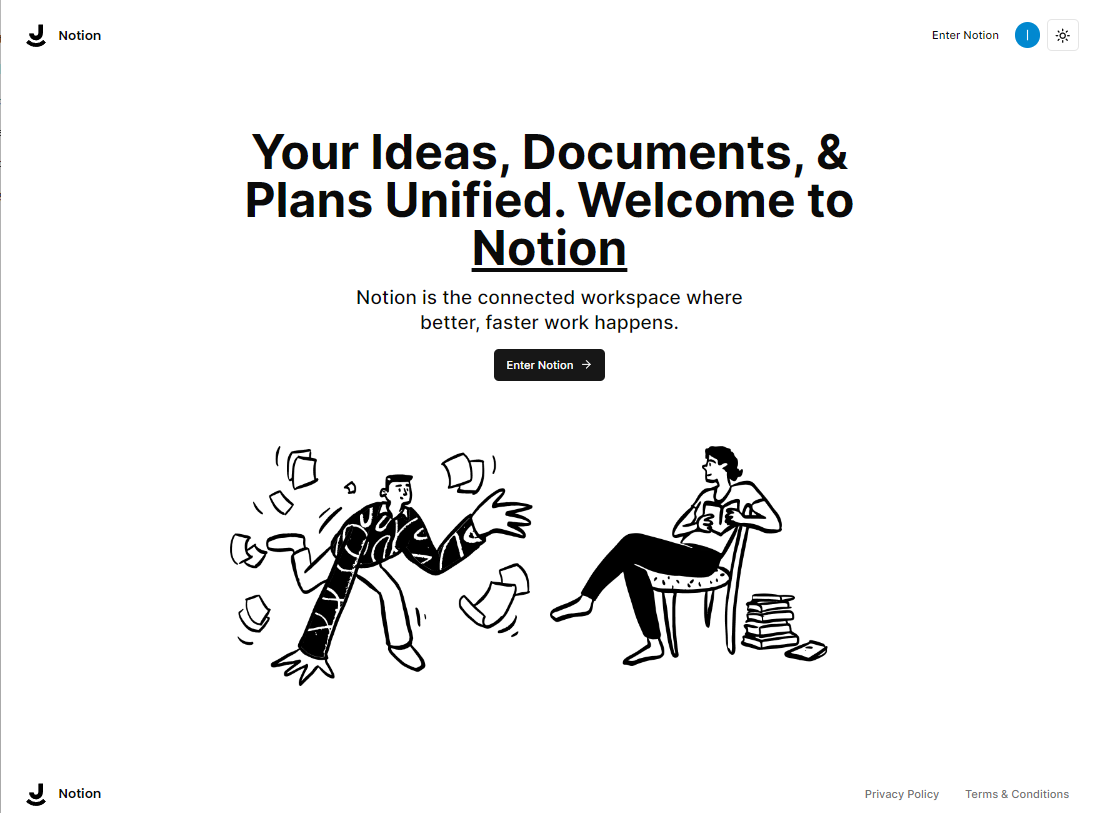 Notion
Enter Notion
I
Your Ideas, Documents, &
Plans Unified. Welcome to
Notion
Notion is the connected workspace where
better, faster work happens.
Enter Notion →
Notion
Privacy Policy
Terms & Conditions